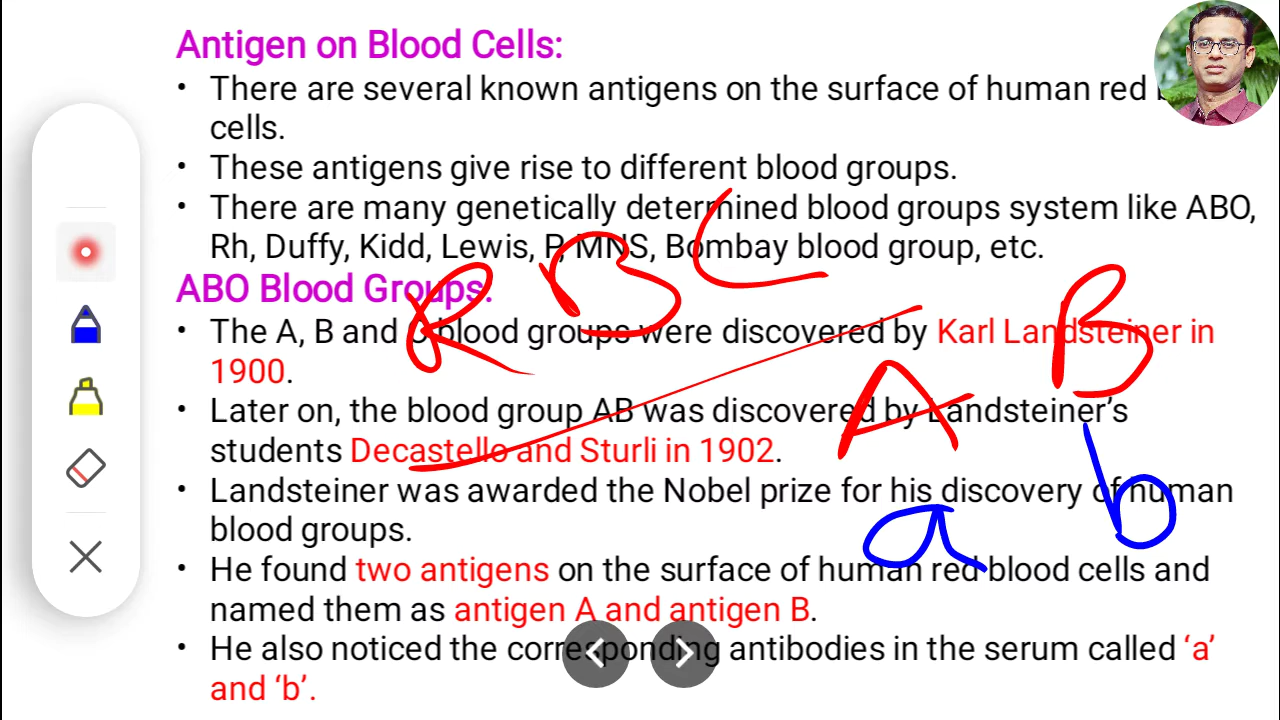 Antigen on Blood Cells:
• There are several known antigens on the surface of human red
cells.
• These antigens give rise to different blood groups.
• There are many genetically determined blood groups system like ABO,
Rh, Duffy, Kidd, Lewis, P, MNS, Bombay blood group, etc.
R B C
ABO Blood Groups:
• The A, B and O blood groups were discovered by Karl Landsteiner in
1900.
A B
• Later on, the blood group AB was discovered by Landsteiner’s
students Decastello and Sturli in 1902.
• Landsteiner was awarded the Nobel prize for his discovery of human
blood groups.
a b
• He found two antigens on the surface of human red blood cells and
named them as antigen A and antigen B.
• He also noticed the corresponding antibodies in the serum called ‘a’
and ‘b’.